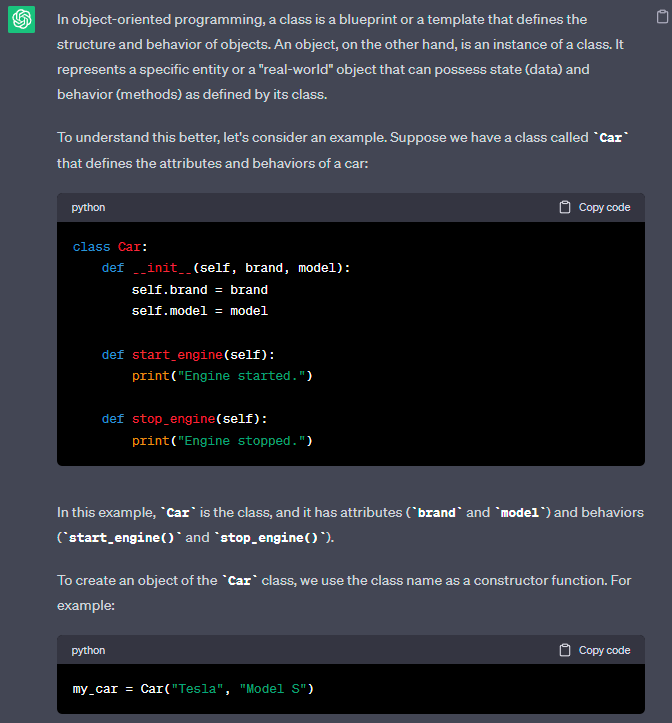 In object-oriented programming, a class is a blueprint or a template that defines the
structure and behavior of objects. An object, on the other hand, is an instance of a class. It
represents a specific entity or a "real-world" object that can possess state (data) and
behavior (methods) as defined by its class.
To understand this better, let's consider an example. Suppose we have a class called `Car`
that defines the attributes and behaviors of a car:
python Copy code
class Car:
    def __init__(self, brand, model):
        self.brand = brand
        self.model = model

    def start_engine(self):
        print("Engine started.")

    def stop_engine(self):
        print("Engine stopped.")
In this example, `Car` is the class, and it has attributes (`brand` and `model`) and behaviors
(`start_engine()` and `stop_engine()`).
To create an object of the `Car` class, we use the class name as a constructor function. For
example:
python Copy code
my_car = Car("Tesla", "Model S")